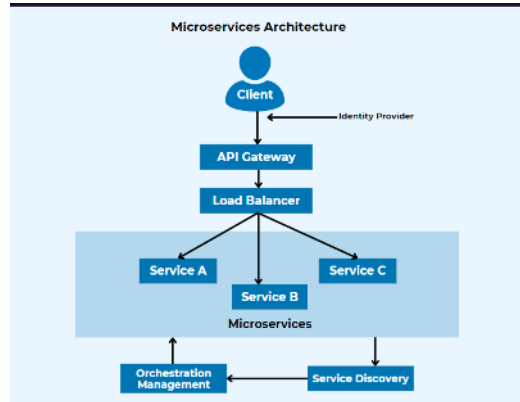 Microservices Architecture
Client
Identity Provider
API Gateway
Load Balancer
Service A
Service C
Service B
Microservices
Orchestration
Management
Service Discovery